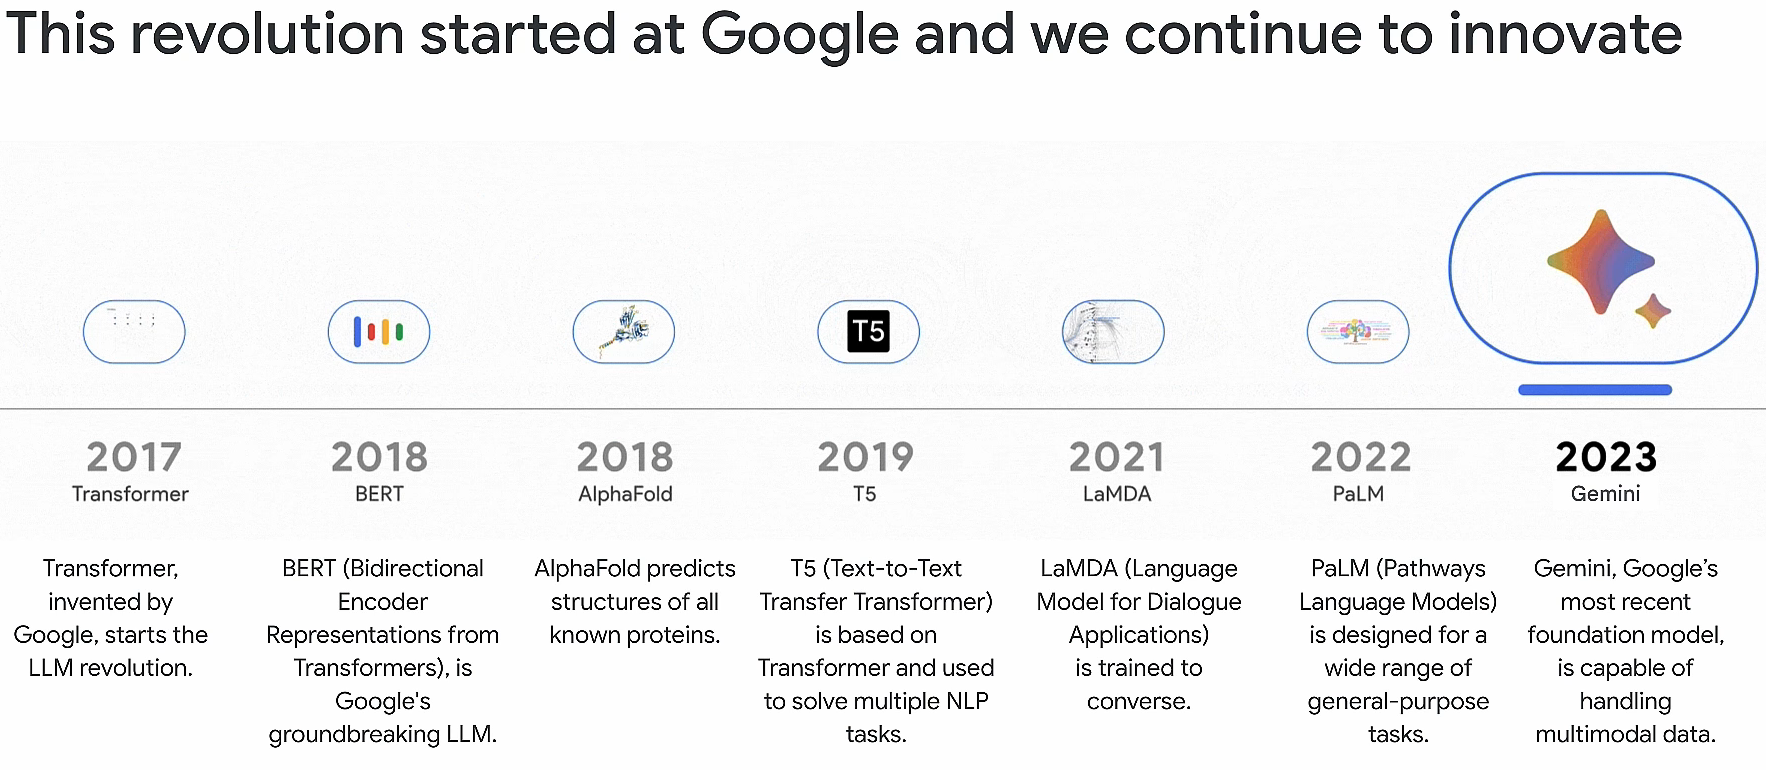 This revolution started at Google and we continue to innovate
T5
2017
Transformer
2018
BERT
2018
AlphaFold
2019
T5
2021
LaMDA
2022
PaLM
2023
Gemini
Transformer,
invented by
Google, starts the
LLM revolution.
BERT (Bidirectional
Encoder
Representations from
Transformers), is
Google's
groundbreaking LLM.
AlphaFold predicts
structures of all
known proteins.
T5 (Text-to-Text
Transfer Transformer)
is based on
Transformer and used
to solve multiple NLP
tasks.
LaMDA (Language
Model for Dialogue
Applications)
is trained to
converse.
PaLM (Pathways
Language Models)
is designed for a
wide range of
general-purpose
tasks.
Gemini, Google’s
most recent
foundation model,
is capable of
handling
multimodal data.